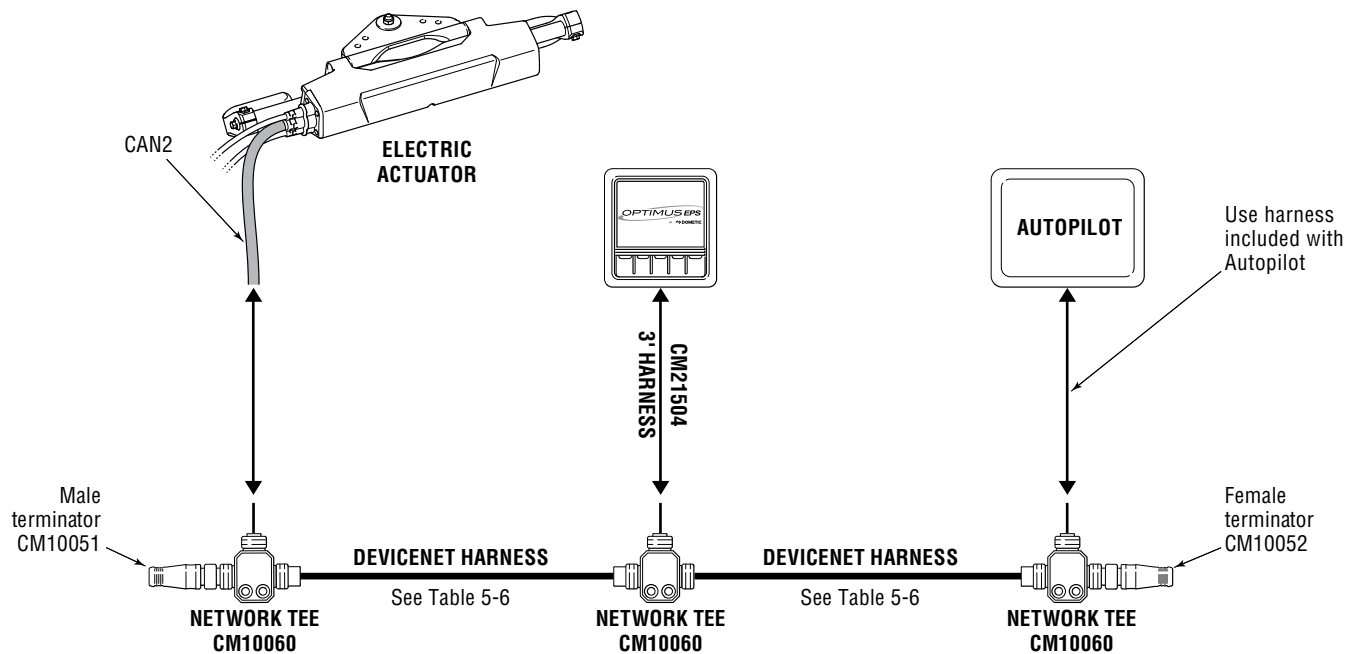 CAN2
ELECTRIC
ACTUATOR
OPTIMUS EPS
DOMETIC
AUTOPILOT
Use harness
included with
Autopilot
CM21504
3' HARNESS
Male
terminator
CM10051
Female
terminator
CM10052
DEVICENET HARNESS
See Table 5-6
DEVICENET HARNESS
See Table 5-6
NETWORK TEE
CM10060
NETWORK TEE
CM10060
NETWORK TEE
CM10060